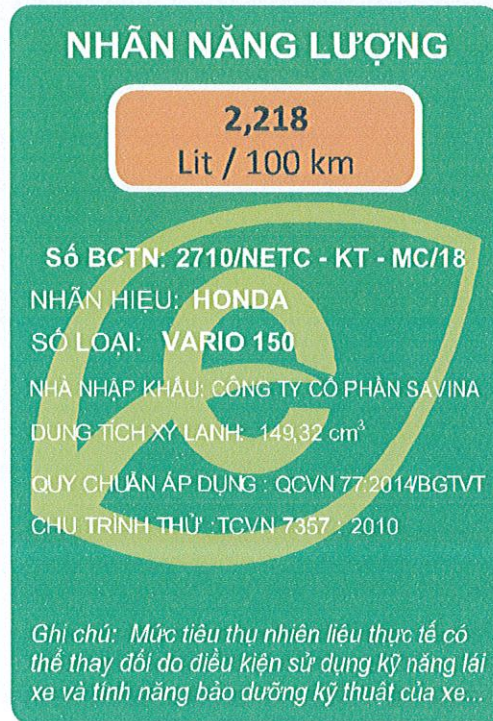 NHÃN NĂNG LƯỢNG
2,218
Lit / 100 km
Số BCTN: 2710/NETC - KT - MC/18
NHÃN HIỆU: HONDA
SỐ LOẠI: VARIO 150
NHÀ NHẬP KHẨU: CÔNG TY CỔ PHẦN SAVINA
DUNG TÍCH XY LANH: 149,32 cm³
QUY CHUẨN ÁP DỤNG : QCVN 77:2014/BGTVT
CHU TRÌNH THỬ :TCVN 7357 : 2010
Ghi chú: Mức tiêu thụ nhiên liệu thực tế có
thể thay đổi do điều kiện sử dụng kỹ năng lái
xe và tính năng bảo dưỡng kỹ thuật của xe...